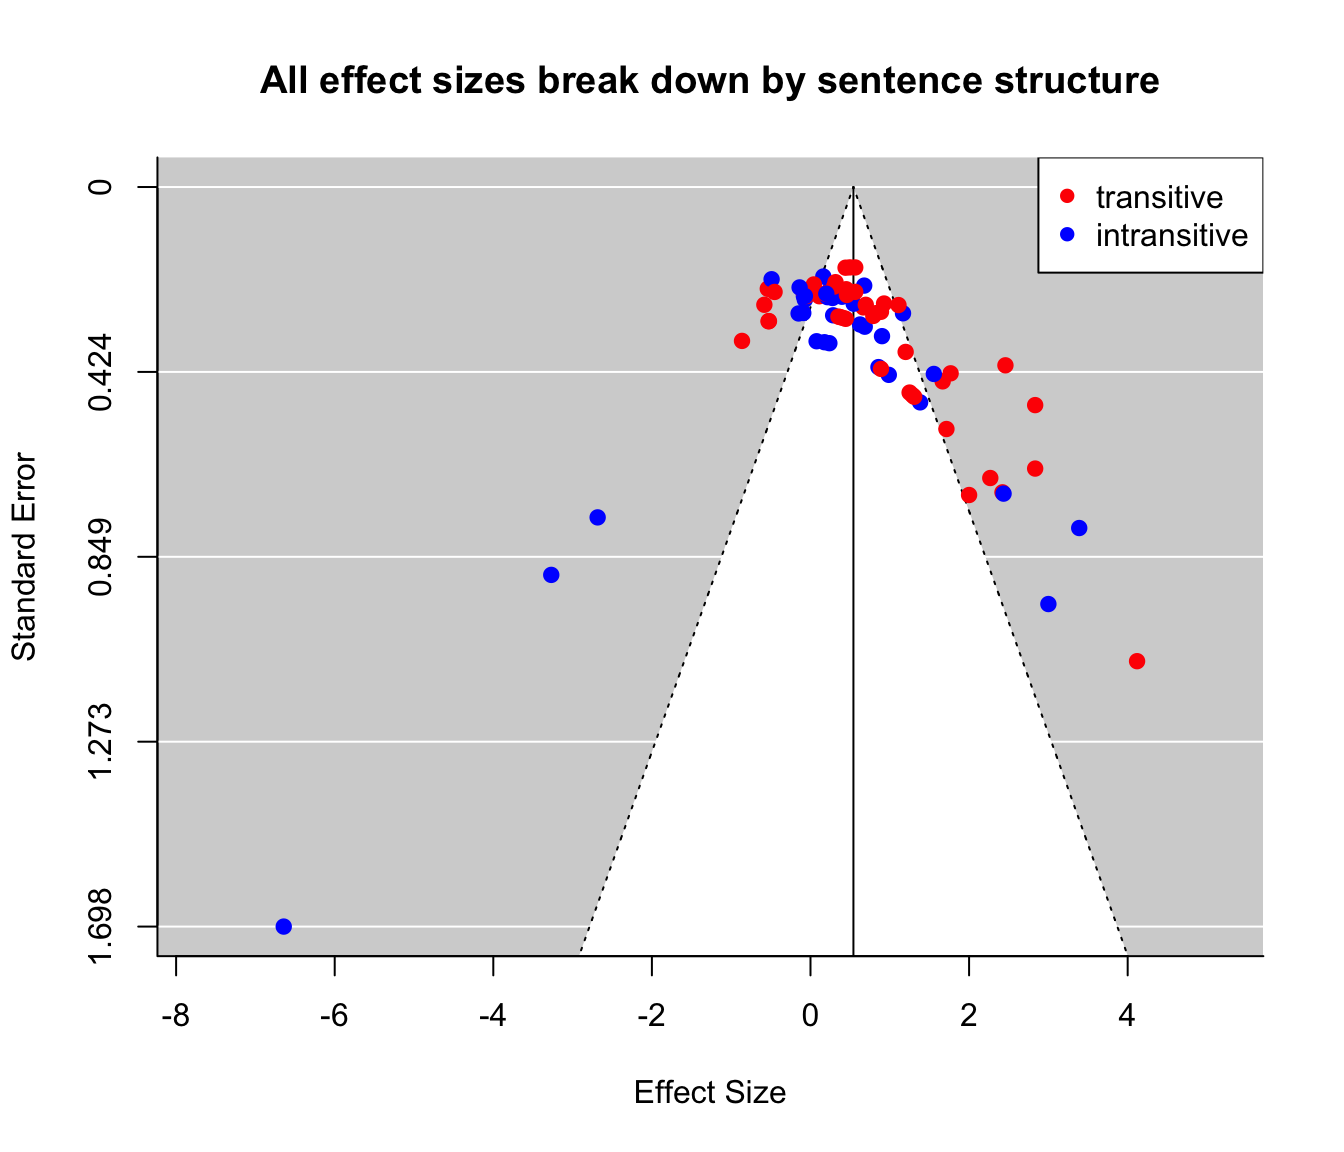 All effect sizes break down by sentence structure
transitive
intransitive
Standard Error
0
0.424
0.849
1.273
1.698
-8
-6
-4
-2
0
2
4
Effect Size